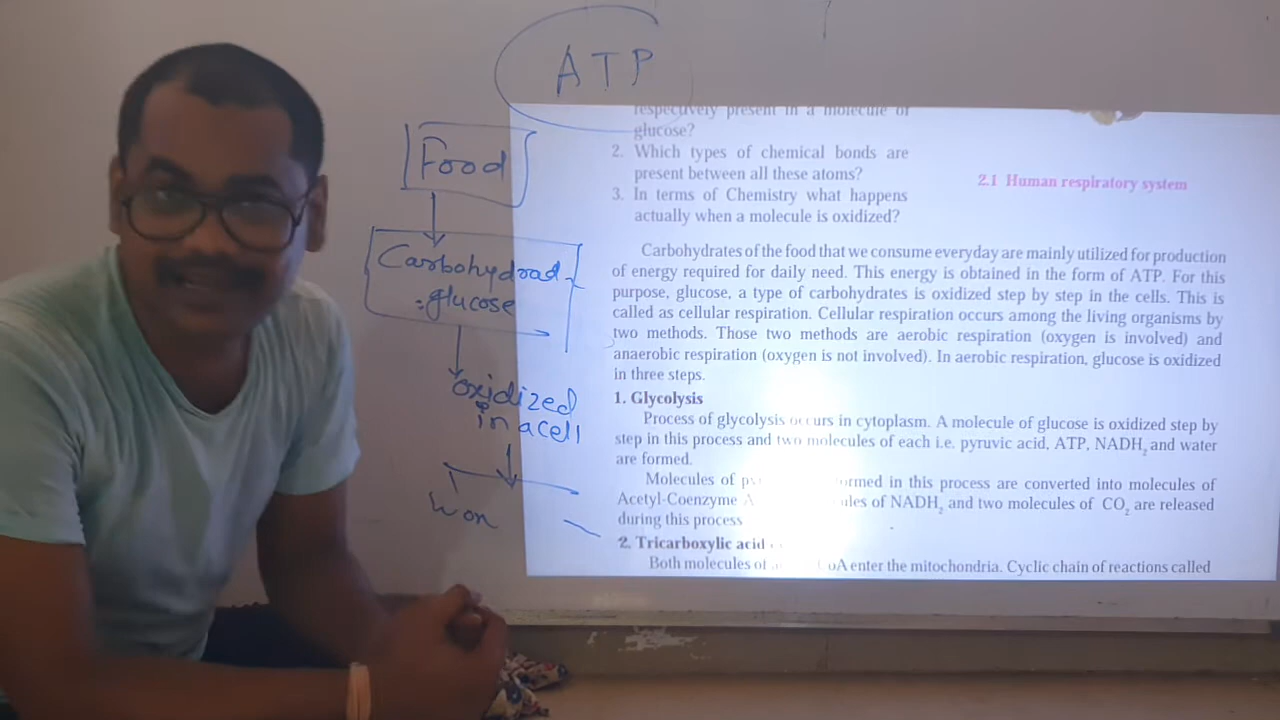 ATP
Food
Carbohydrad-
:glucose
oxidized
in a cell
respectively present in a molecule of
glucose?
2. Which types of chemical bonds are
present between all these atoms?
3. In terms of Chemistry what happens
actually when a molecule is oxidized?
2.1 Human respiratory system
Carbohydrates of the food that we consume everyday are mainly utilized for production
of energy required for daily need. This energy is obtained in the form of ATP. For this
purpose, glucose, a type of carbohydrates is oxidized step by step in the cells. This is
called as cellular respiration. Cellular respiration occurs among the living organisms by
two methods. Those two methods are aerobic respiration (oxygen is involved) and
anaerobic respiration (oxygen is not involved). In aerobic respiration, glucose is oxidized
in three steps.
1. Glycolysis
Process of glycolysis occurs in cytoplasm. A molecule of glucose is oxidized step by
step in this process and two molecules of each i.e. pyruvic acid, ATP, NADH₂ and water
are formed.
Molecules of in this process are converted into molecules of
Acetyl-Coenzyme of NADH₂ and two molecules of CO₂ are released
during this process
2. Tricarboxylic acid
Both molecules of enter the mitochondria. Cyclic chain of reactions called